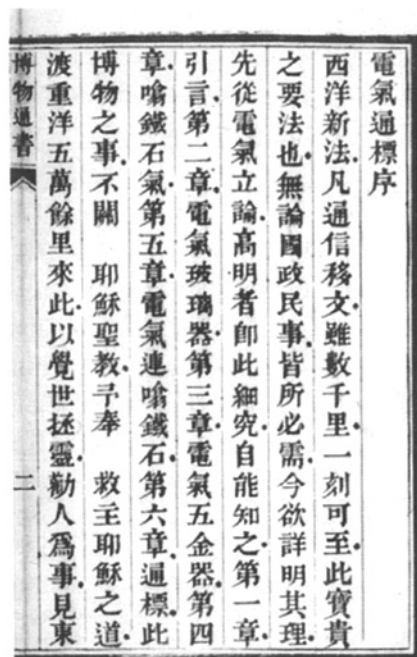 電氣通標序
西洋新法凡通信移文雖數千里一刻可至此寶貴
之要法也無論國政民事皆所必需今欲詳明其理
先從電氣立論高明者卽此細究自能知之第一章
引言第二章電氣玻璃器第三章電氣五金器第四
章噏鐵石氣第五章電氣連噏鐵石第六章通標此
博物之事不關　耶穌聖教予奉　救主耶穌之道
渡重洋五萬餘里來此以覺世拯靈勸人爲事見東
博物通書 二